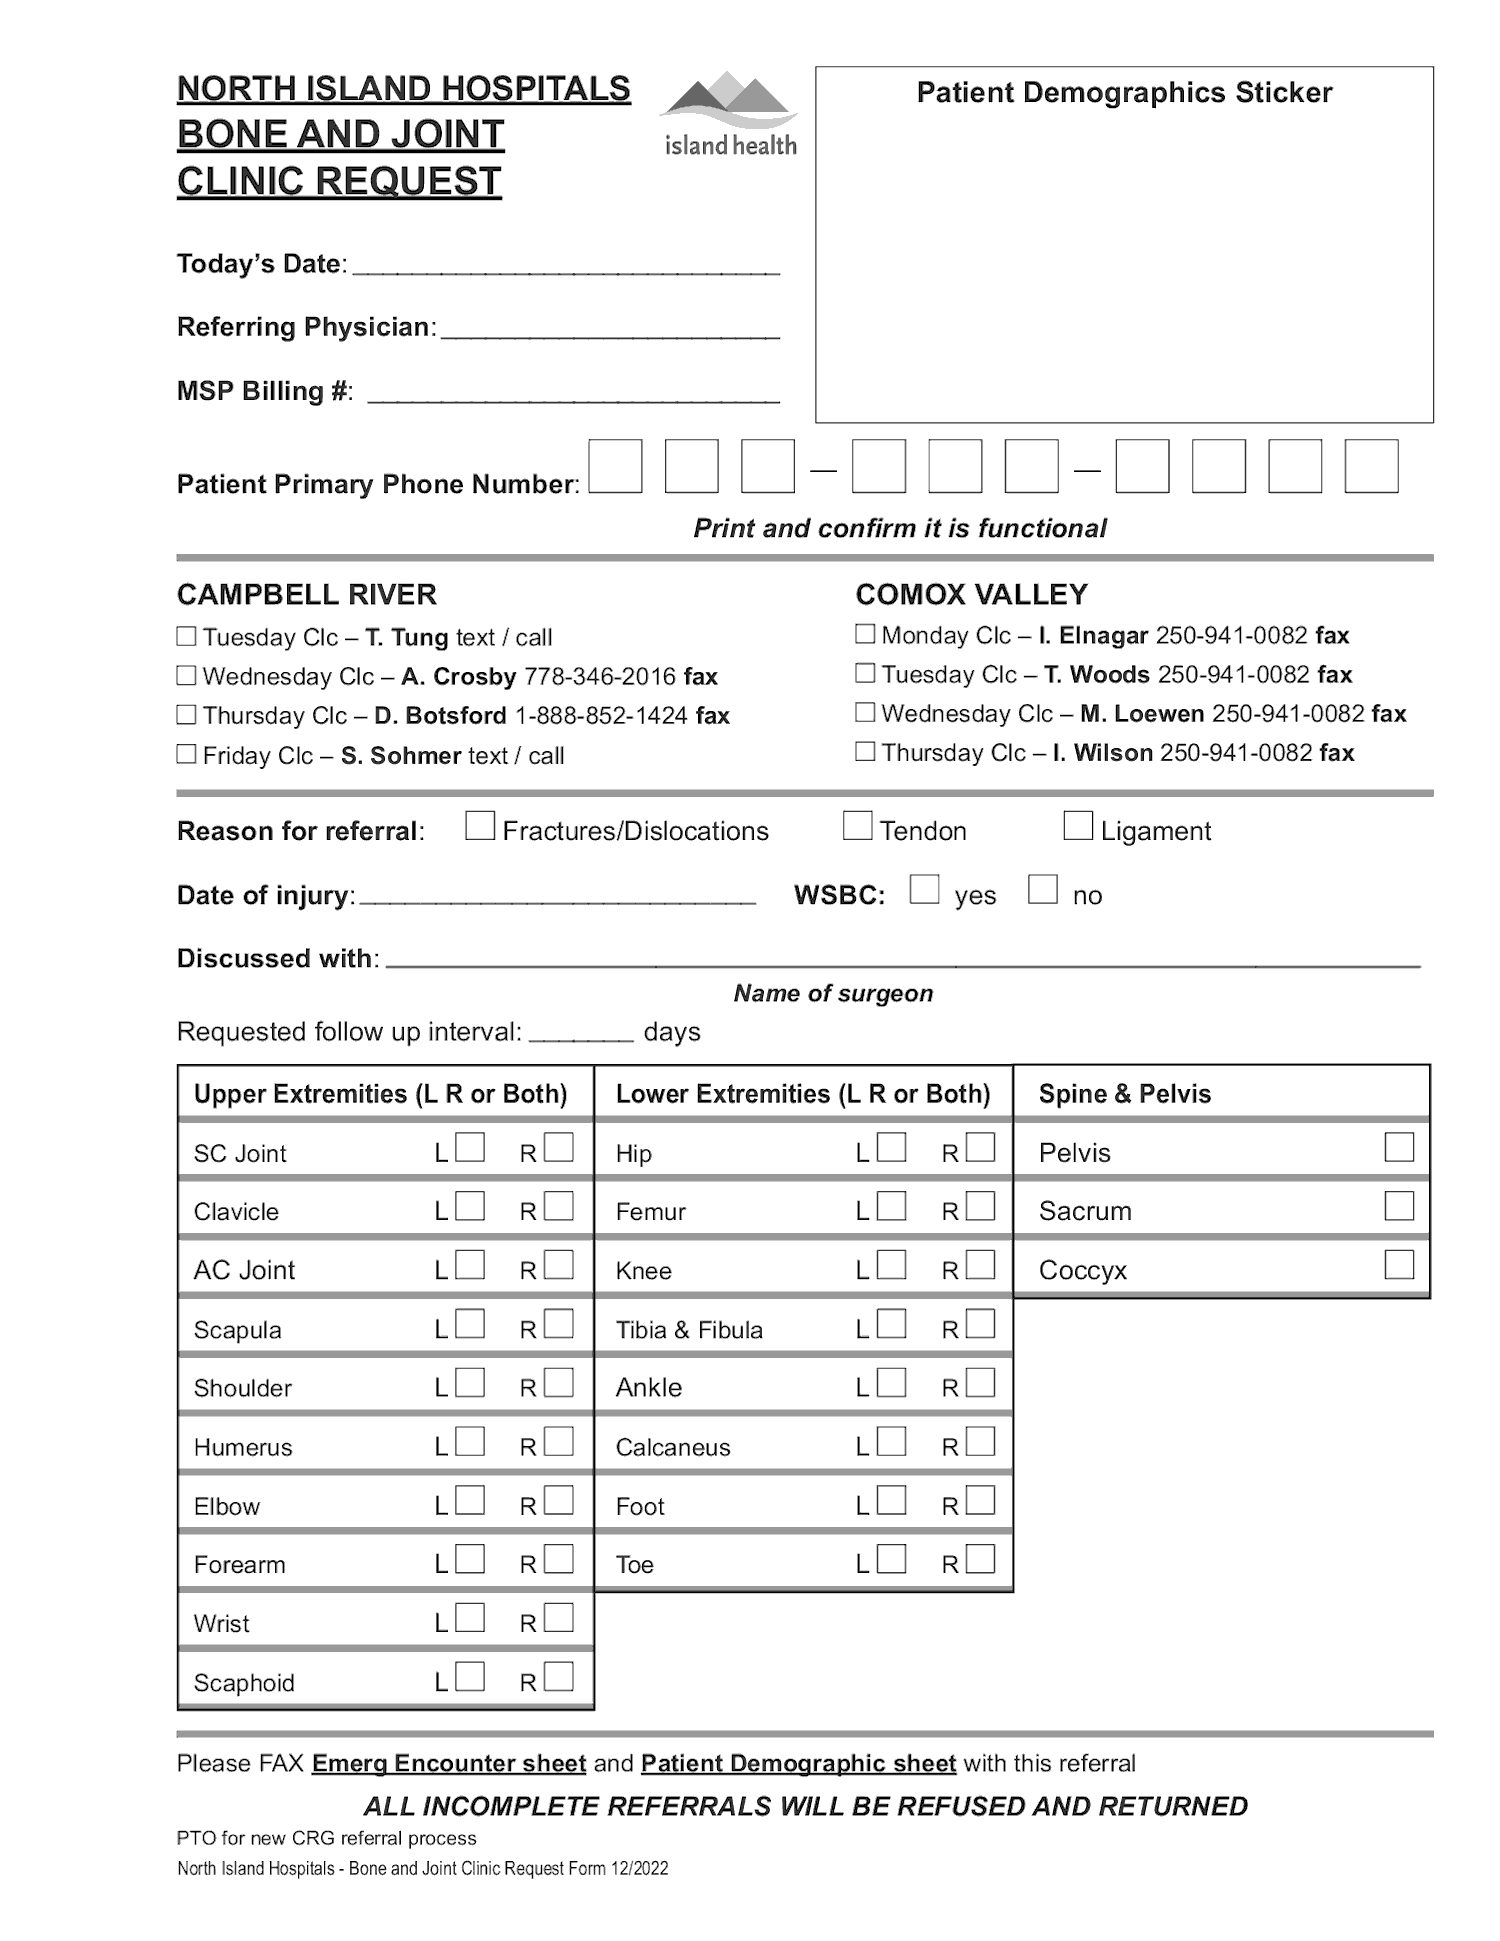 NORTH ISLAND HOSPITALS
BONE AND JOINT
CLINIC REQUEST
island health
Patient Demographics Sticker
Today's Date: ______________________________
Referring Physician: ________________________
MSP Billing #: _____________________________
Patient Primary Phone Number: ☐ ☐ ☐ — ☐ ☐ ☐ — ☐ ☐ ☐ ☐
Print and confirm it is functional
CAMPBELL RIVER
☐ Tuesday Clc – T. Tung text / call
☐ Wednesday Clc – A. Crosby 778-346-2016 fax
☐ Thursday Clc – D. Botsford 1-888-852-1424 fax
☐ Friday Clc – S. Sohmer text / call
COMOX VALLEY
☐ Monday Clc – I. Elnagar 250-941-0082 fax
☐ Tuesday Clc – T. Woods 250-941-0082 fax
☐ Wednesday Clc – M. Loewen 250-941-0082 fax
☐ Thursday Clc – I. Wilson 250-941-0082 fax
Reason for referral: ☐ Fractures/Dislocations ☐ Tendon ☐ Ligament
Date of injury: ____________________________ WSBC: ☐ yes ☐ no
Discussed with: ____________________________
Name of surgeon
Requested follow up interval: _______ days
Upper Extremities (L R or Both)
SC Joint L ☐ R ☐
Clavicle L ☐ R ☐
AC Joint L ☐ R ☐
Scapula L ☐ R ☐
Shoulder L ☐ R ☐
Humerus L ☐ R ☐
Elbow L ☐ R ☐
Forearm L ☐ R ☐
Wrist L ☐ R ☐
Scaphoid L ☐ R ☐
Lower Extremities (L R or Both)
Hip L ☐ R ☐
Femur L ☐ R ☐
Knee L ☐ R ☐
Tibia & Fibula L ☐ R ☐
Ankle L ☐ R ☐
Calcaneus L ☐ R ☐
Foot L ☐ R ☐
Toe L ☐ R ☐
Spine & Pelvis
Pelvis ☐
Sacrum ☐
Coccyx ☐
Please FAX Emerg Encounter sheet and Patient Demographic sheet with this referral
ALL INCOMPLETE REFERRALS WILL BE REFUSED AND RETURNED
PTO for new CRG referral process
North Island Hospitals - Bone and Joint Clinic Request Form 12/2022